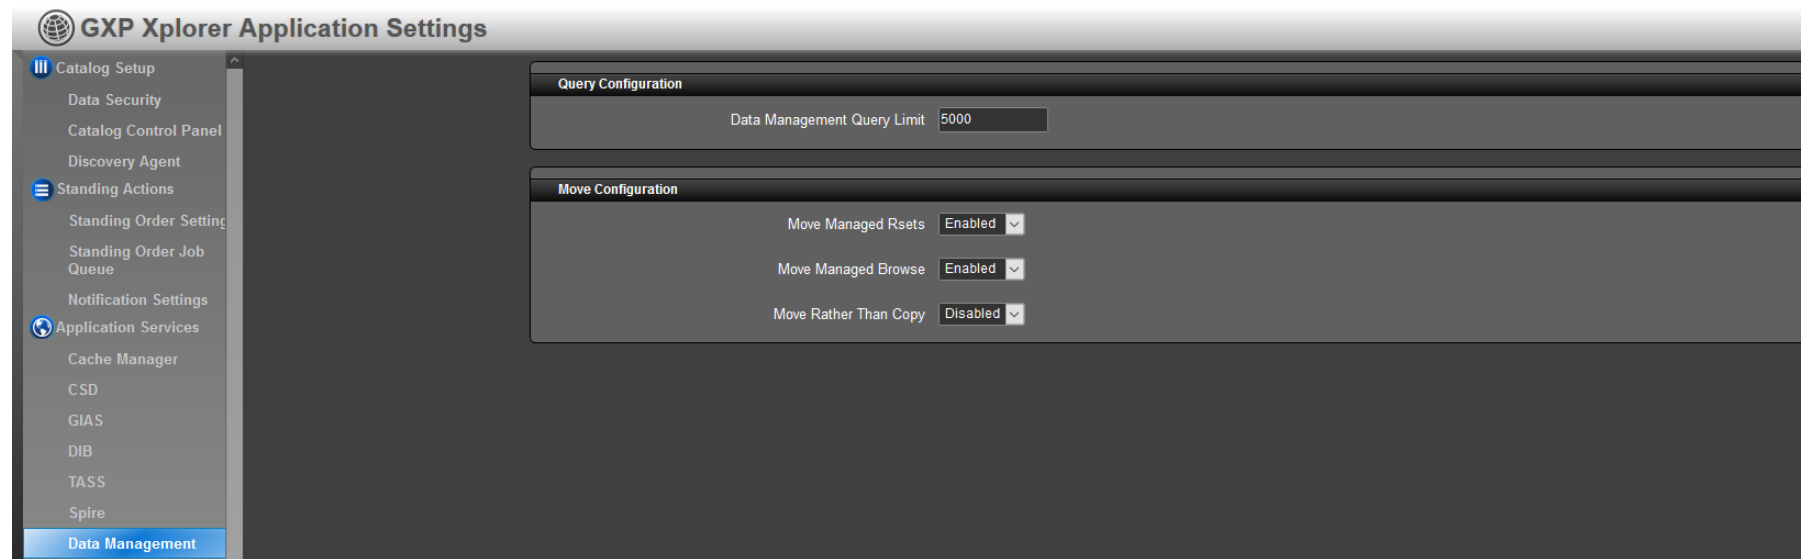 GXP Xplorer Application Settings
Catalog Setup
Data Security
Catalog Control Panel
Discovery Agent
Standing Actions
Standing Order Setting
Standing Order Job
Queue
Notification Settings
Application Services
Cache Manager
CSD
GIAS
DIB
TASS
Spire
Data Management
Query Configuration
Data Management Query Limit 5000
Move Configuration
Move Managed Rsets Enabled
Move Managed Browse Enabled
Move Rather Than Copy Disabled